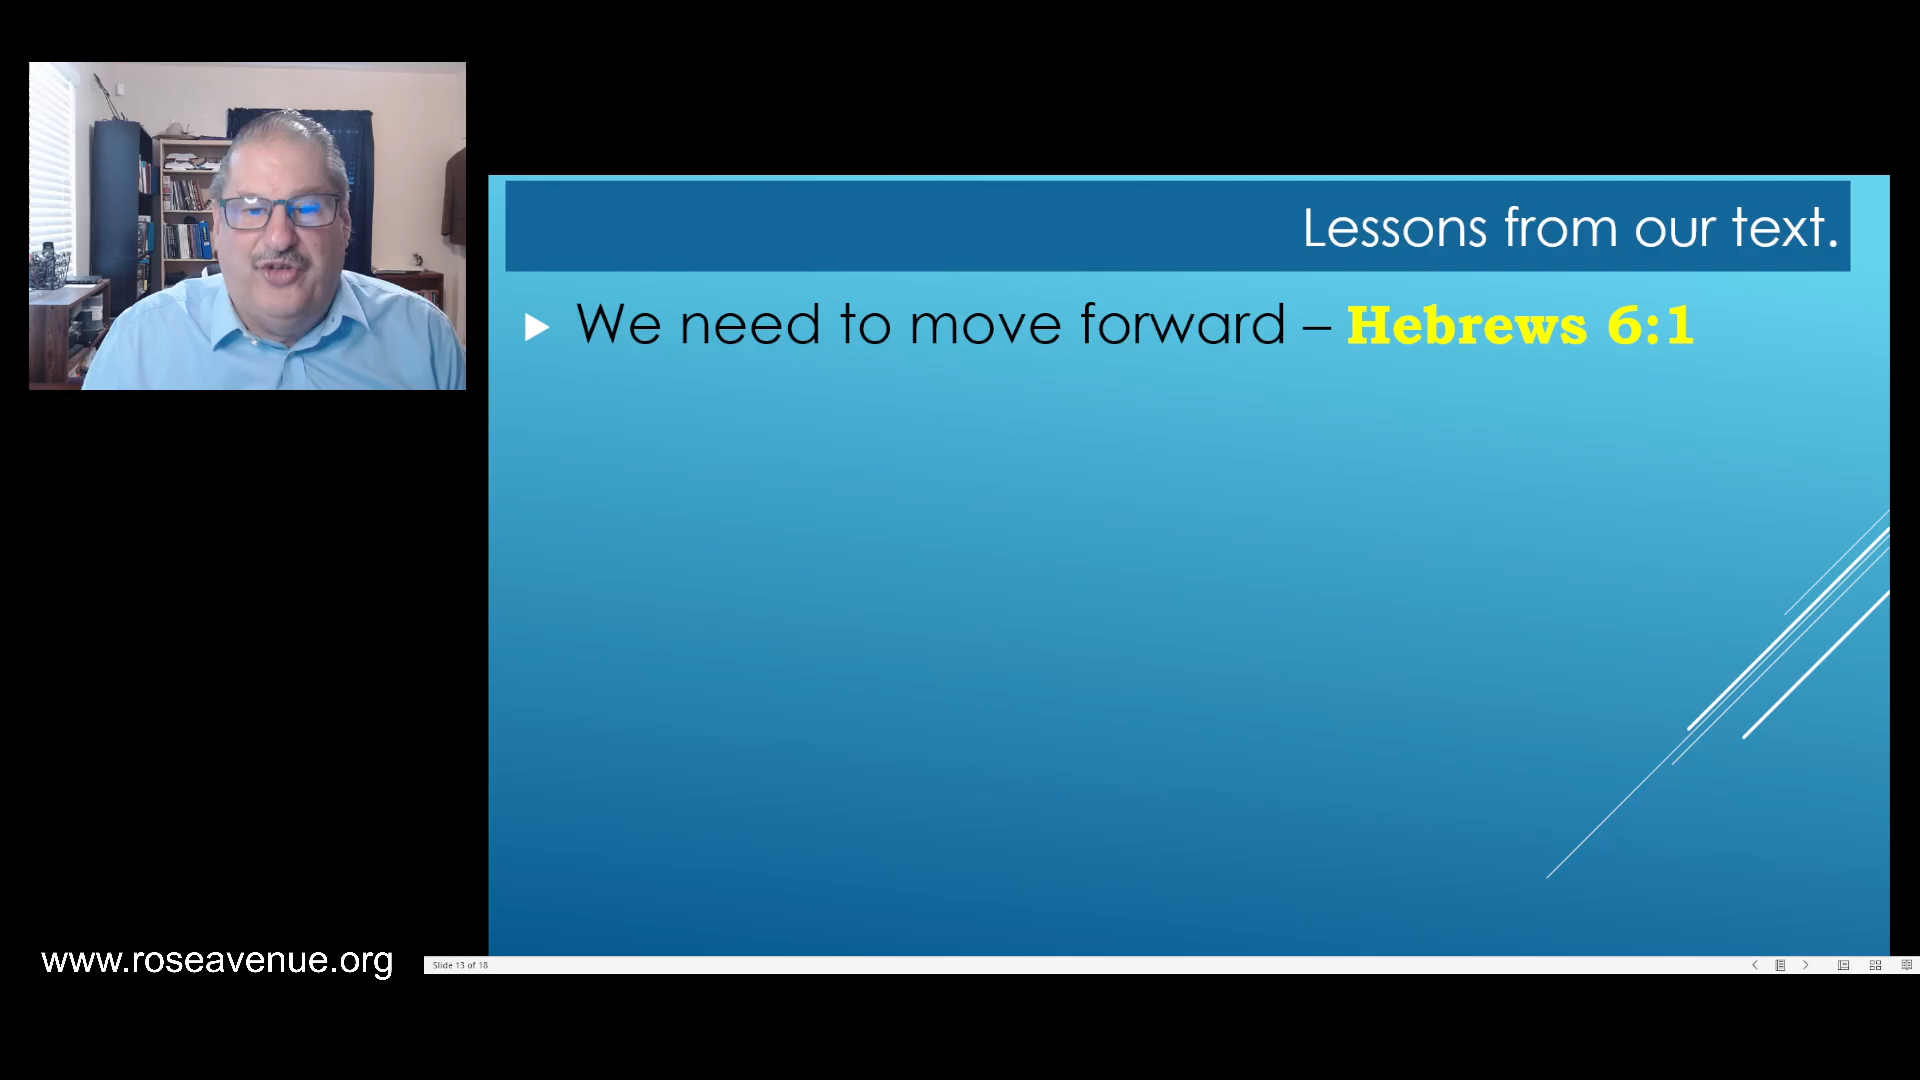 Lessons from our text.
We need to move forward – Hebrews 6:1
www.roseavenue.org
Slide 13 of 18